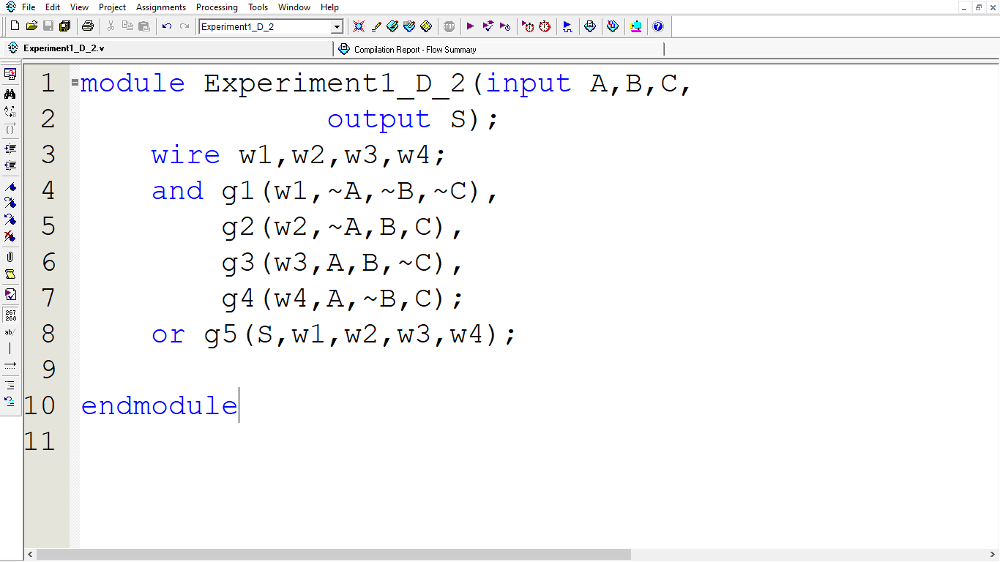 File Edit View Project Assignments Processing Tools Window Help
Experiment1_D_2
Experiment1_D_2.v
Compilation Report - Flow Summary
1 module Experiment1_D_2(input A,B,C,
2 output S);
3 wire w1,w2,w3,w4;
4 and g1(w1,~A,~B,~C),
5 g2(w2,~A,B,C),
6 g3(w3,A,B,~C),
7 g4(w4,A,~B,C);
8 or g5(S,w1,w2,w3,w4);
9
10 endmodule
11
abc
STOP
267
268
ab/